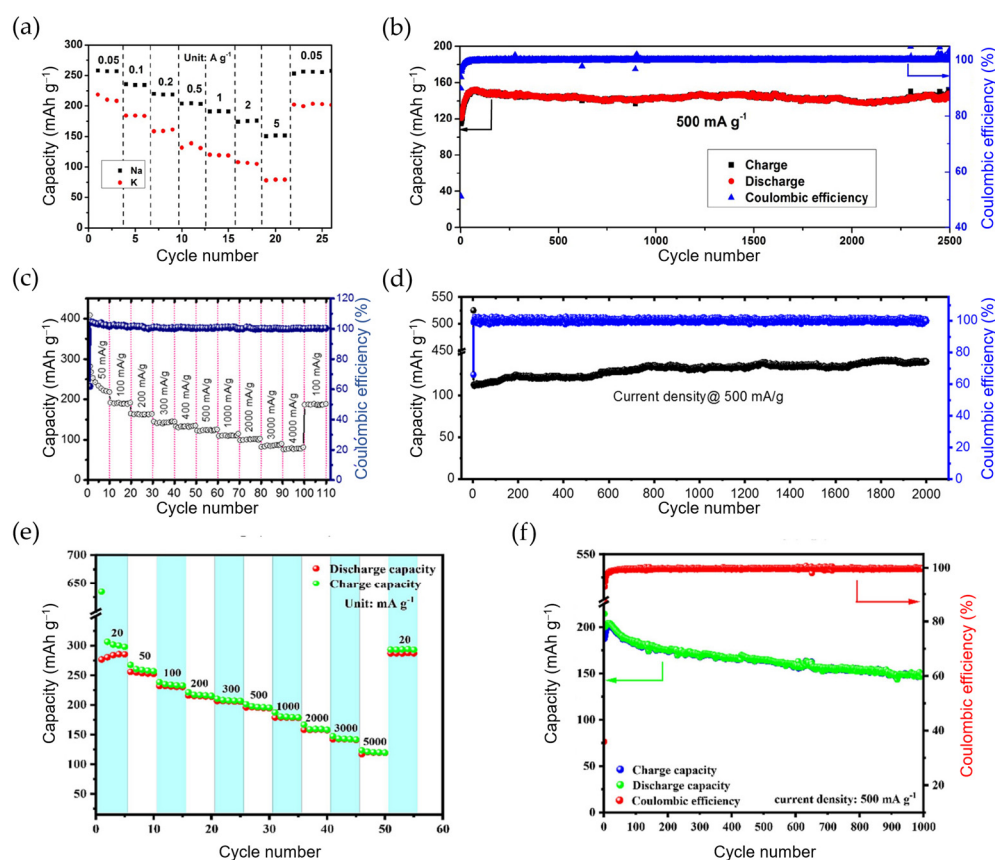 (a)
300
250
200
150
100
50
0
Capacity (mAh g⁻¹)
Unit: A g⁻¹
0.05
0.1
0.2
0.5
1
2
5
0.05
Na
K
0 5 10 15 20 25
Cycle number
(b)
200
160
120
80
40
0
Capacity (mAh g⁻¹)
500 mA g⁻¹
Charge
Discharge
Coulombic efficiency
100
80
60
40
Coulombic efficiency (%)
0 500 1000 1500 2000 2500
Cycle number
(c)
400
300
200
100
0
Capacity (mAh g⁻¹)
50 mA/g
100 mA/g
200 mA/g
300 mA/g
400 mA/g
500 mA/g
1000 mA/g
2000 mA/g
3000 mA/g
4000 mA/g
100 mA/g
120
100
80
60
40
20
0
Coulombic efficiency (%)
0 10 20 30 40 50 60 70 80 90 100 110
Cycle number
(d)
550
500
450
100
50
0
Capacity (mAh g⁻¹)
Current density@ 500 mA/g
100
80
60
40
20
0
Coulombic efficiency (%)
0 200 400 600 800 1000 1200 1400 1600 1800 2000
Cycle number
(e)
700
650
300
250
200
150
100
50
Capacity (mAh g⁻¹)
Discharge capacity
Charge capacity
Unit: mA g⁻¹
20
50
100
200
300
500
1000
2000
3000
5000
20
0 10 20 30 40 50 60
Cycle number
(f)
550
200
150
100
50
0
Capacity (mAh g⁻¹)
Charge capacity
Discharge capacity
Coulombic efficiency
current density: 500 mA g⁻¹
100
80
60
40
20
Coulombic efficiency (%)
0 100 200 300 400 500 600 700 800 900 1000
Cycle number